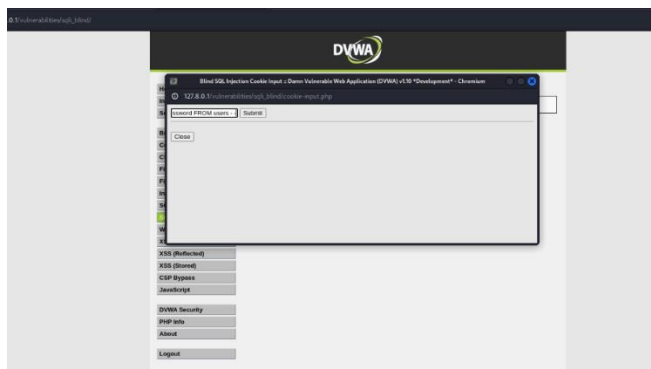 0.1/vulnerabilities/sqli_blind/
DVWA
Blind SQL Injection Cookie Input :: Damn Vulnerable Web Application (DVWA) v1.10 *Development* - Chromium
127.0.0.1/vulnerabilities/sqli_blind/cookie-input.php
ssword FROM users - - Submit
Close
XSS (Reflected)
XSS (Stored)
CSP Bypass
JavaScript
DVWA Security
PHP Info
About
Logout